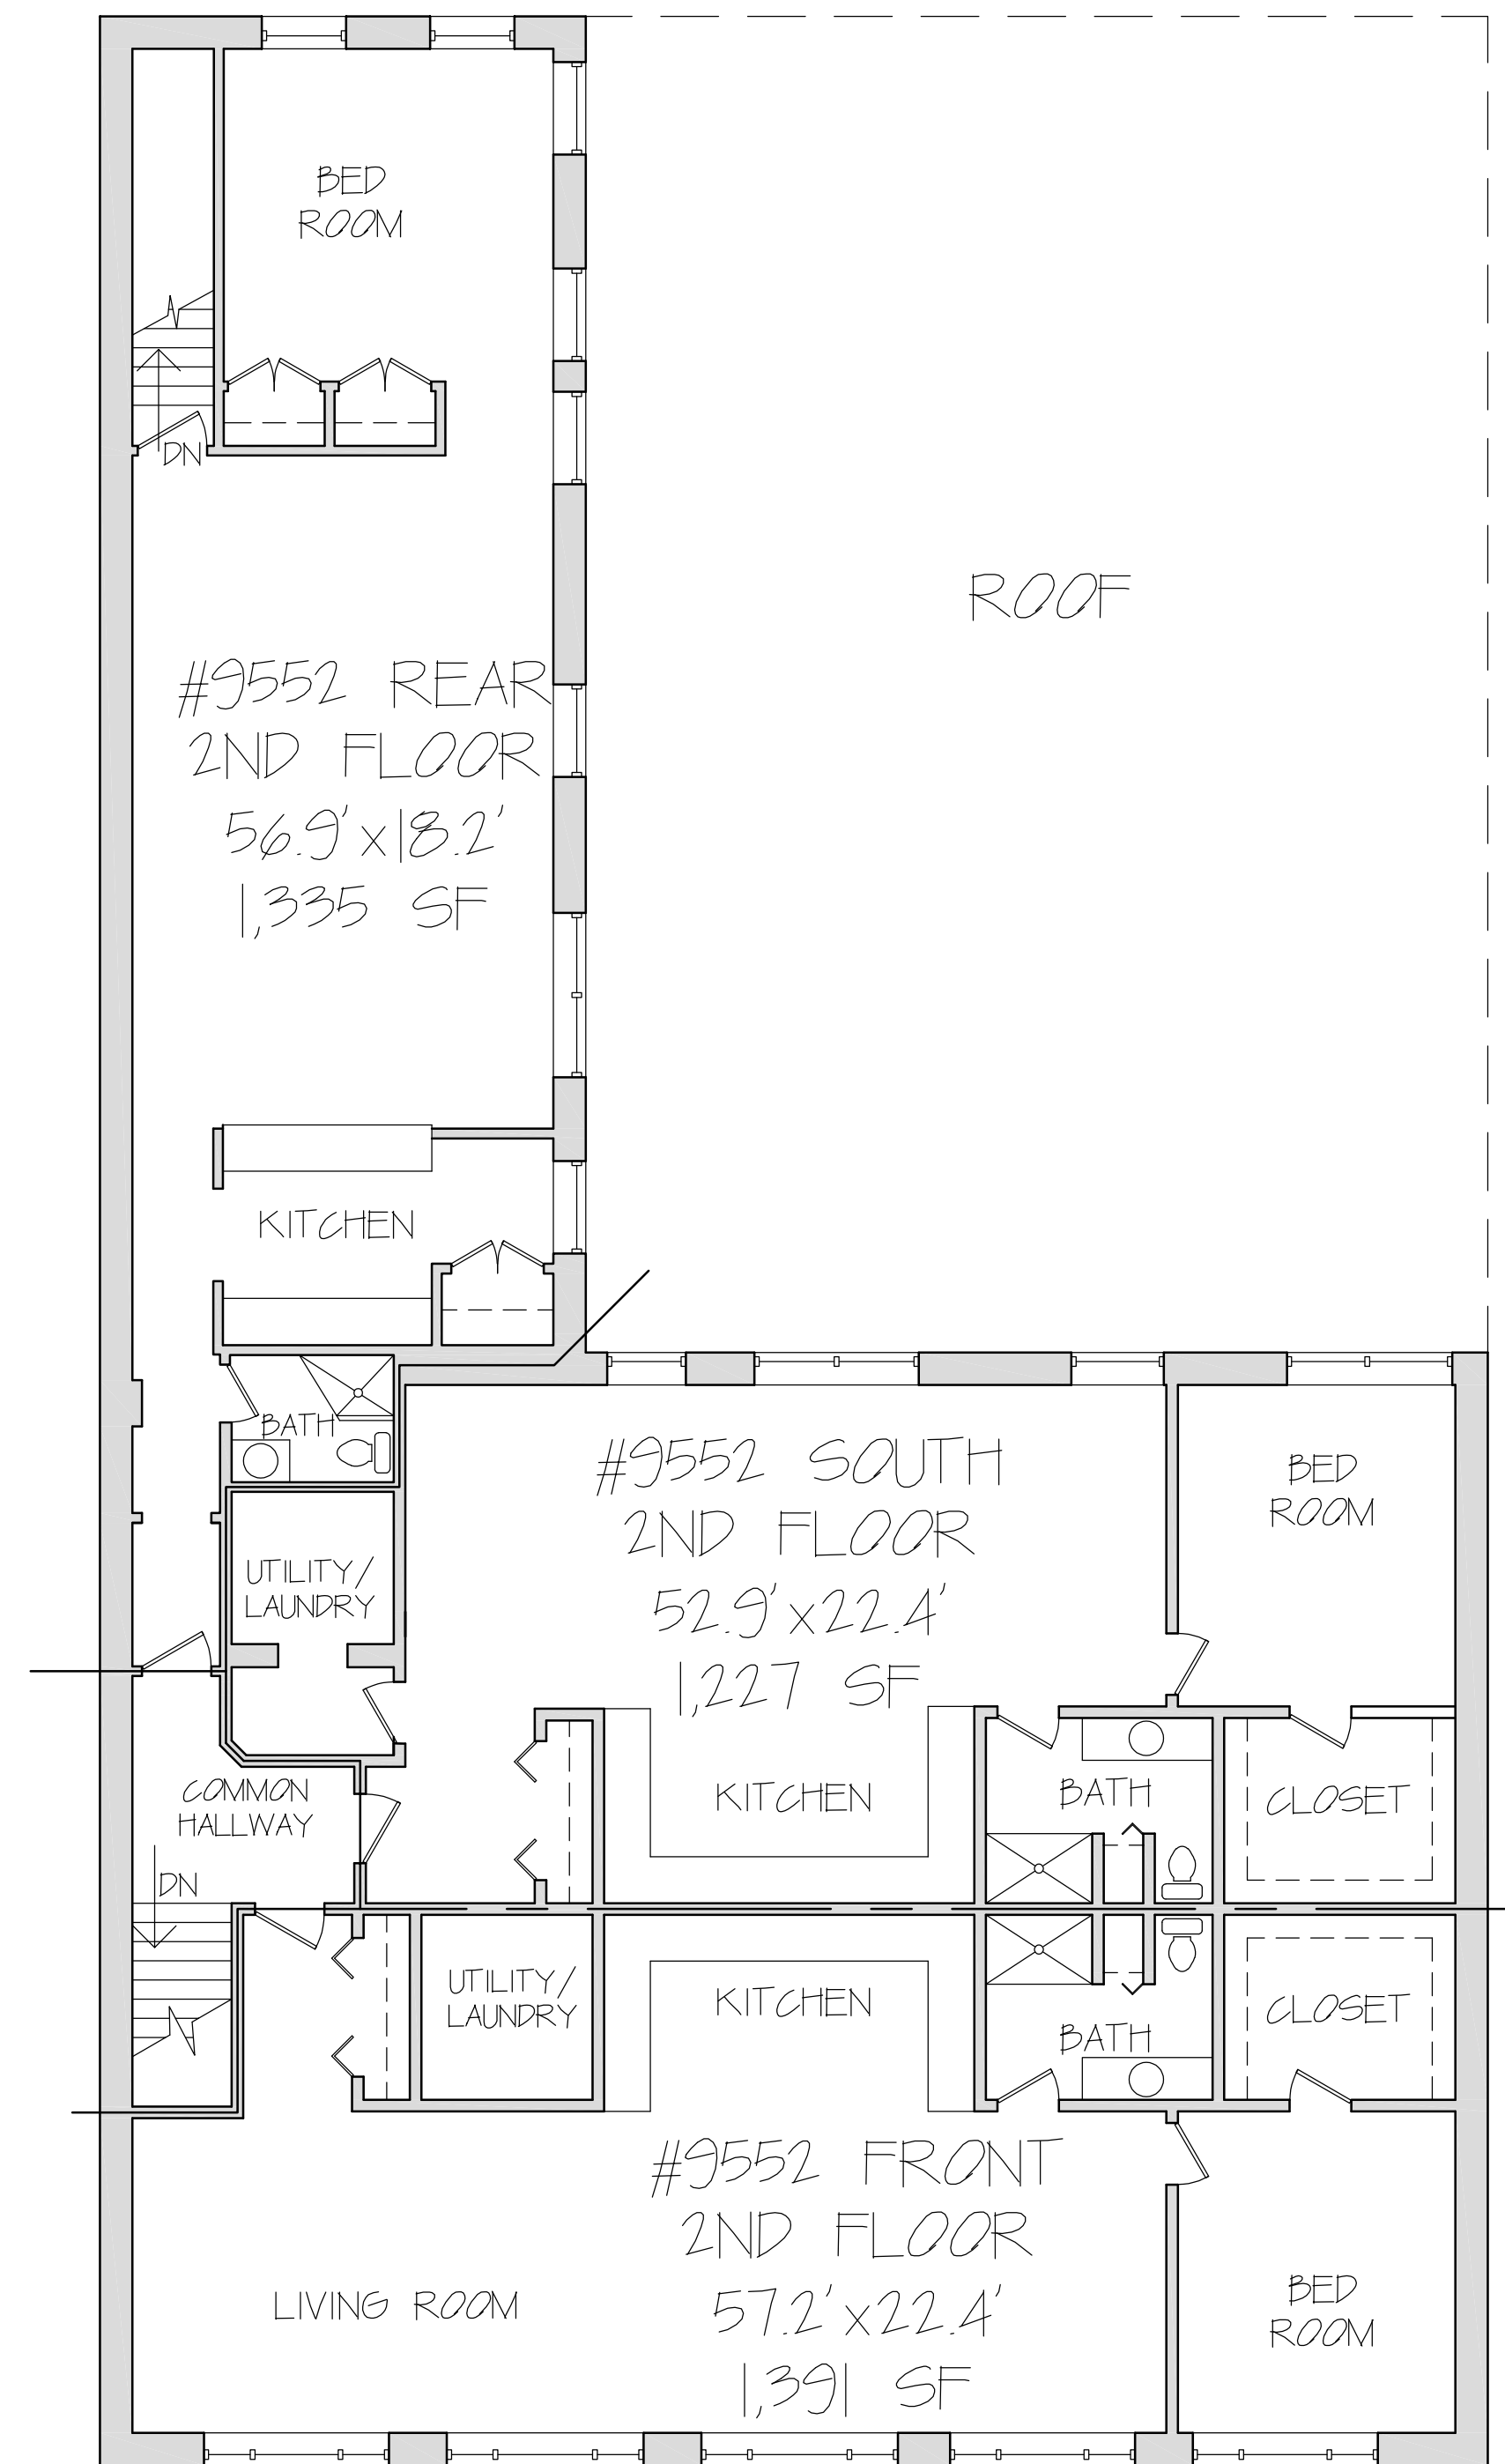 BED
ROOM
DN
ROOF
#9552 REAR
2ND FLOOR
56.9'x18.2'
1,335 SF
KITCHEN
BATH
#9552 SOUTH
2ND FLOOR
52.9'x22.4'
1,227 SF
BED
ROOM
UTILITY/
LAUNDRY
COMMON
HALLWAY
KITCHEN
BATH
CLOSET
DN
UTILITY/
LAUNDRY
KITCHEN
BATH
CLOSET
#9552 FRONT
2ND FLOOR
57.2'x22.4'
1,391 SF
LIVING ROOM
BED
ROOM